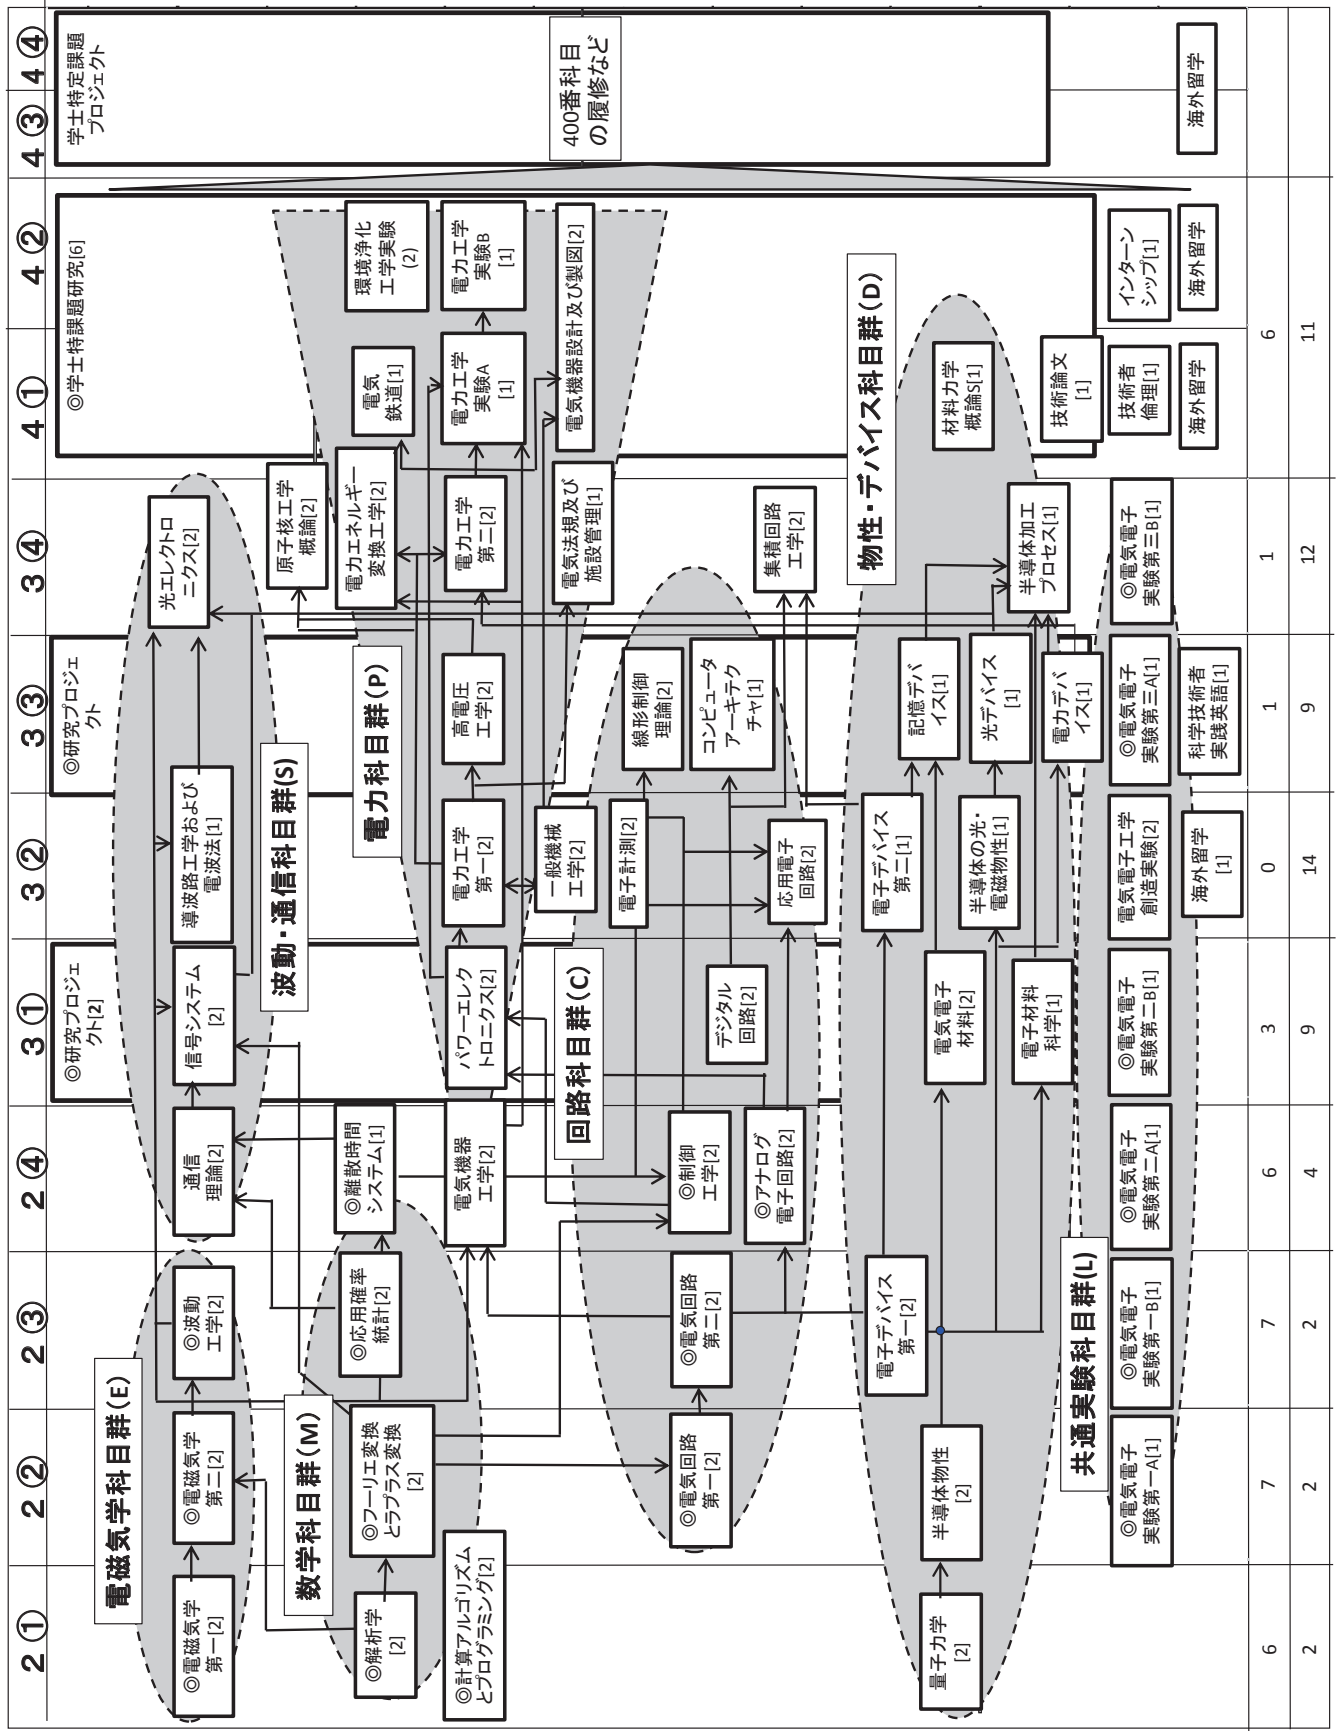 2①
2②
2③
2④
3①
3②
3③
3④
4①
4②
4③
4④
◎研究プロジェ
クト[2]
◎研究プロジェ
クト
◎学士特課題研究[6]
学士特定課題
プロジェクト
400番科目
の履修など
電磁気学科目群(E)
◎電磁気学
第一[2]
◎電磁気学
第二[2]
◎波動
工学[2]
波動・通信科目群(S)
通信
理論[2]
信号システム
[2]
導波路工学および
電波法[1]
光エレクトロ
ニクス[2]
数学科目群(M)
◎解析学
[2]
◎フーリエ変換
とラプラス変換
[2]
◎応用確率
統計[2]
◎離散時間
システム[1]
◎計算アルゴリズム
とプログラミング[2]
電力科目群(P)
電気機器
工学[2]
パワーエレク
トロニクス[2]
電力工学
第一[2]
一般機械
工学[2]
高電圧
工学[2]
原子核工学
概論[2]
電力エネルギー
変換工学[2]
電力工学
第二[2]
電気法規及び
施設管理[1]
電気
鉄道[1]
電力工学
実験A
[1]
電気機器設計及び製図[2]
環境浄化
工学実験
(2)
電力工学
実験B
[1]
回路科目群(C)
◎電気回路
第一[2]
◎電気回路
第二[2]
◎制御
工学[2]
◎アナログ
電子回路[2]
デジタル
回路[2]
電子計測[2]
応用電子
回路[2]
線形制御
理論[2]
コンピュータ
アーキテク
チャ[1]
集積回路
工学[2]
物性・デバイス科目群(D)
量子力学
[2]
半導体物性
[2]
電子デバイス
第一[2]
電気電子
材料[2]
電子材料
科学[1]
電子デバイス
第二[1]
半導体の光・
電磁物性[1]
記憶デバ
イス[1]
光デバイス
[1]
電力デバ
イス[1]
半導体加工
プロセス[1]
材料力学
概論S[1]
技術論文
[1]
共通実験科目群(L)
◎電気電子
実験第一A[1]
◎電気電子
実験第一B[1]
◎電気電子
実験第二A[1]
◎電気電子
実験第二B[1]
電気電子工学
創造実験[2]
◎電気電子
実験第三A[1]
◎電気電子
実験第三B[1]
技術者
倫理[1]
インターン
シップ[1]
海外留学
[1]
科学技術者
実践英語[1]
海外留学
海外留学
海外留学
6
7
7
6
3
0
1
1
6
2
2
2
4
9
14
9
12
11